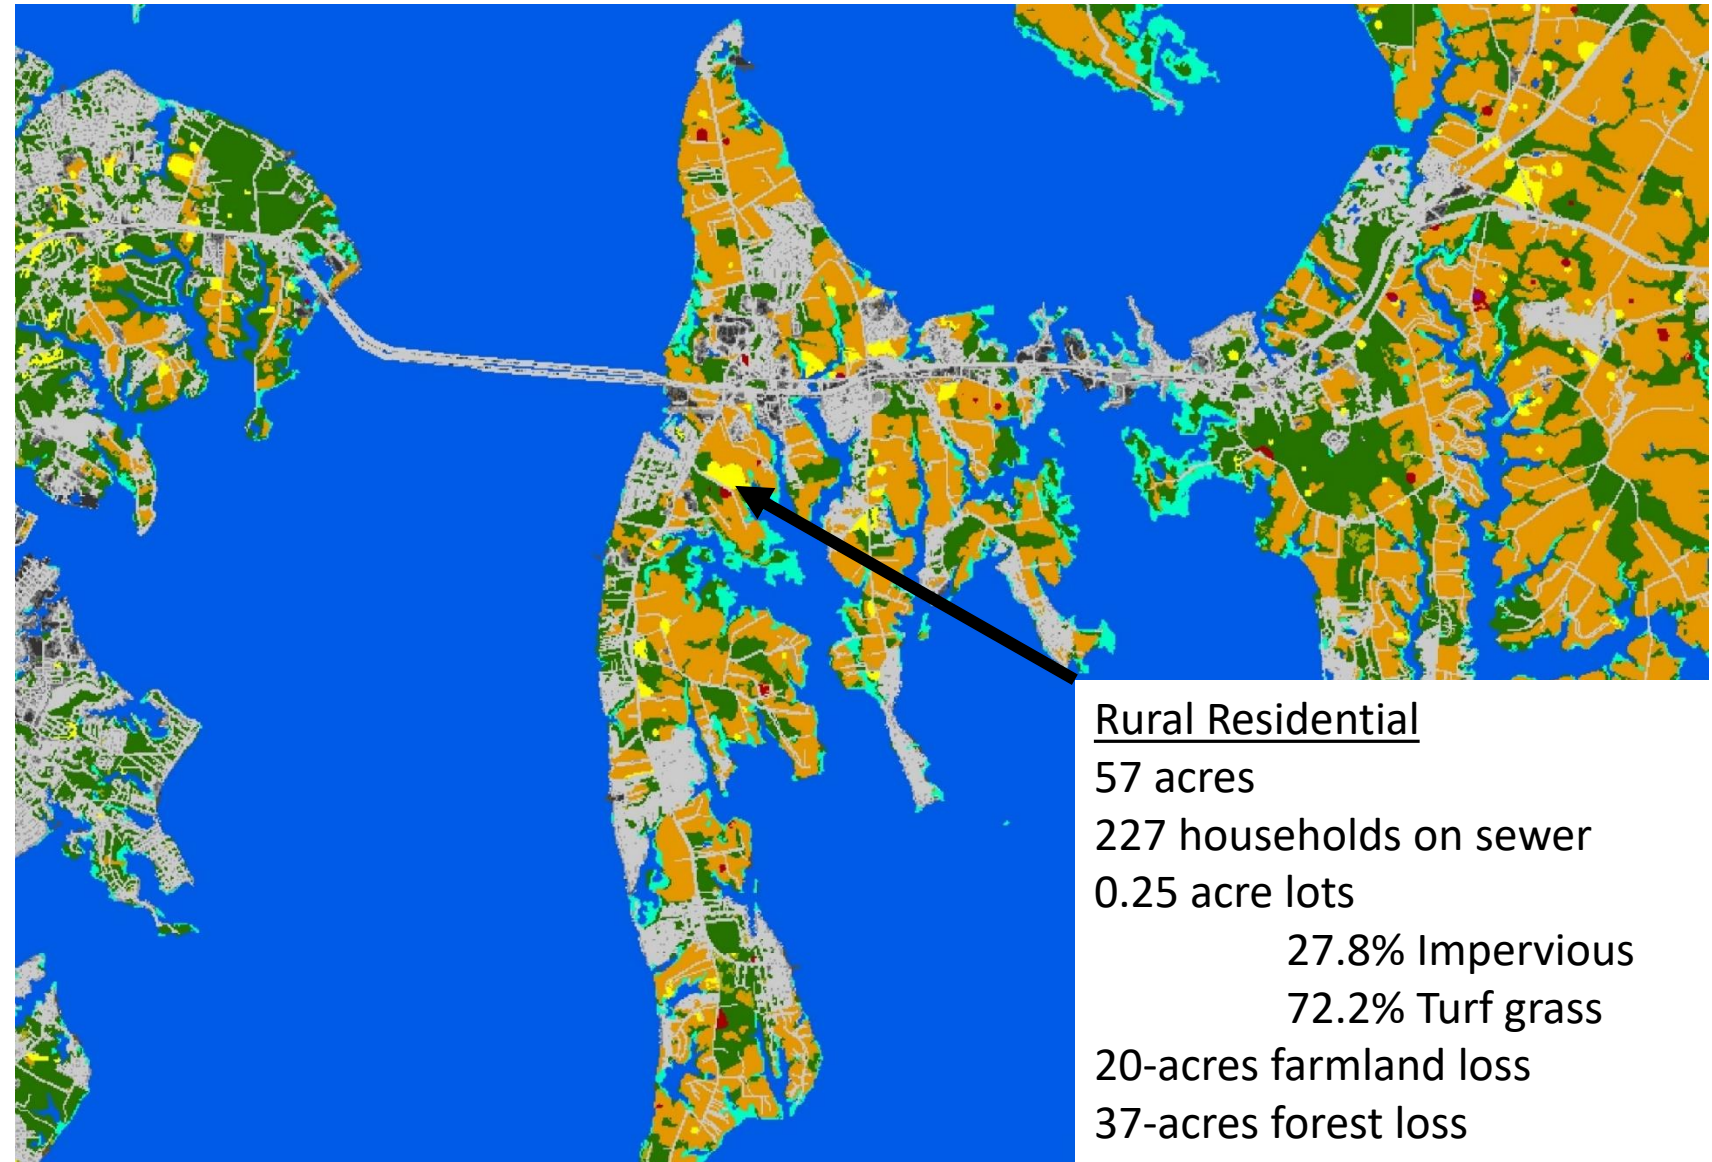 Rural Residential
57 acres
227 households on sewer
0.25 acre lots
27.8% Impervious
72.2% Turf grass
20-acres farmland loss
37-acres forest loss